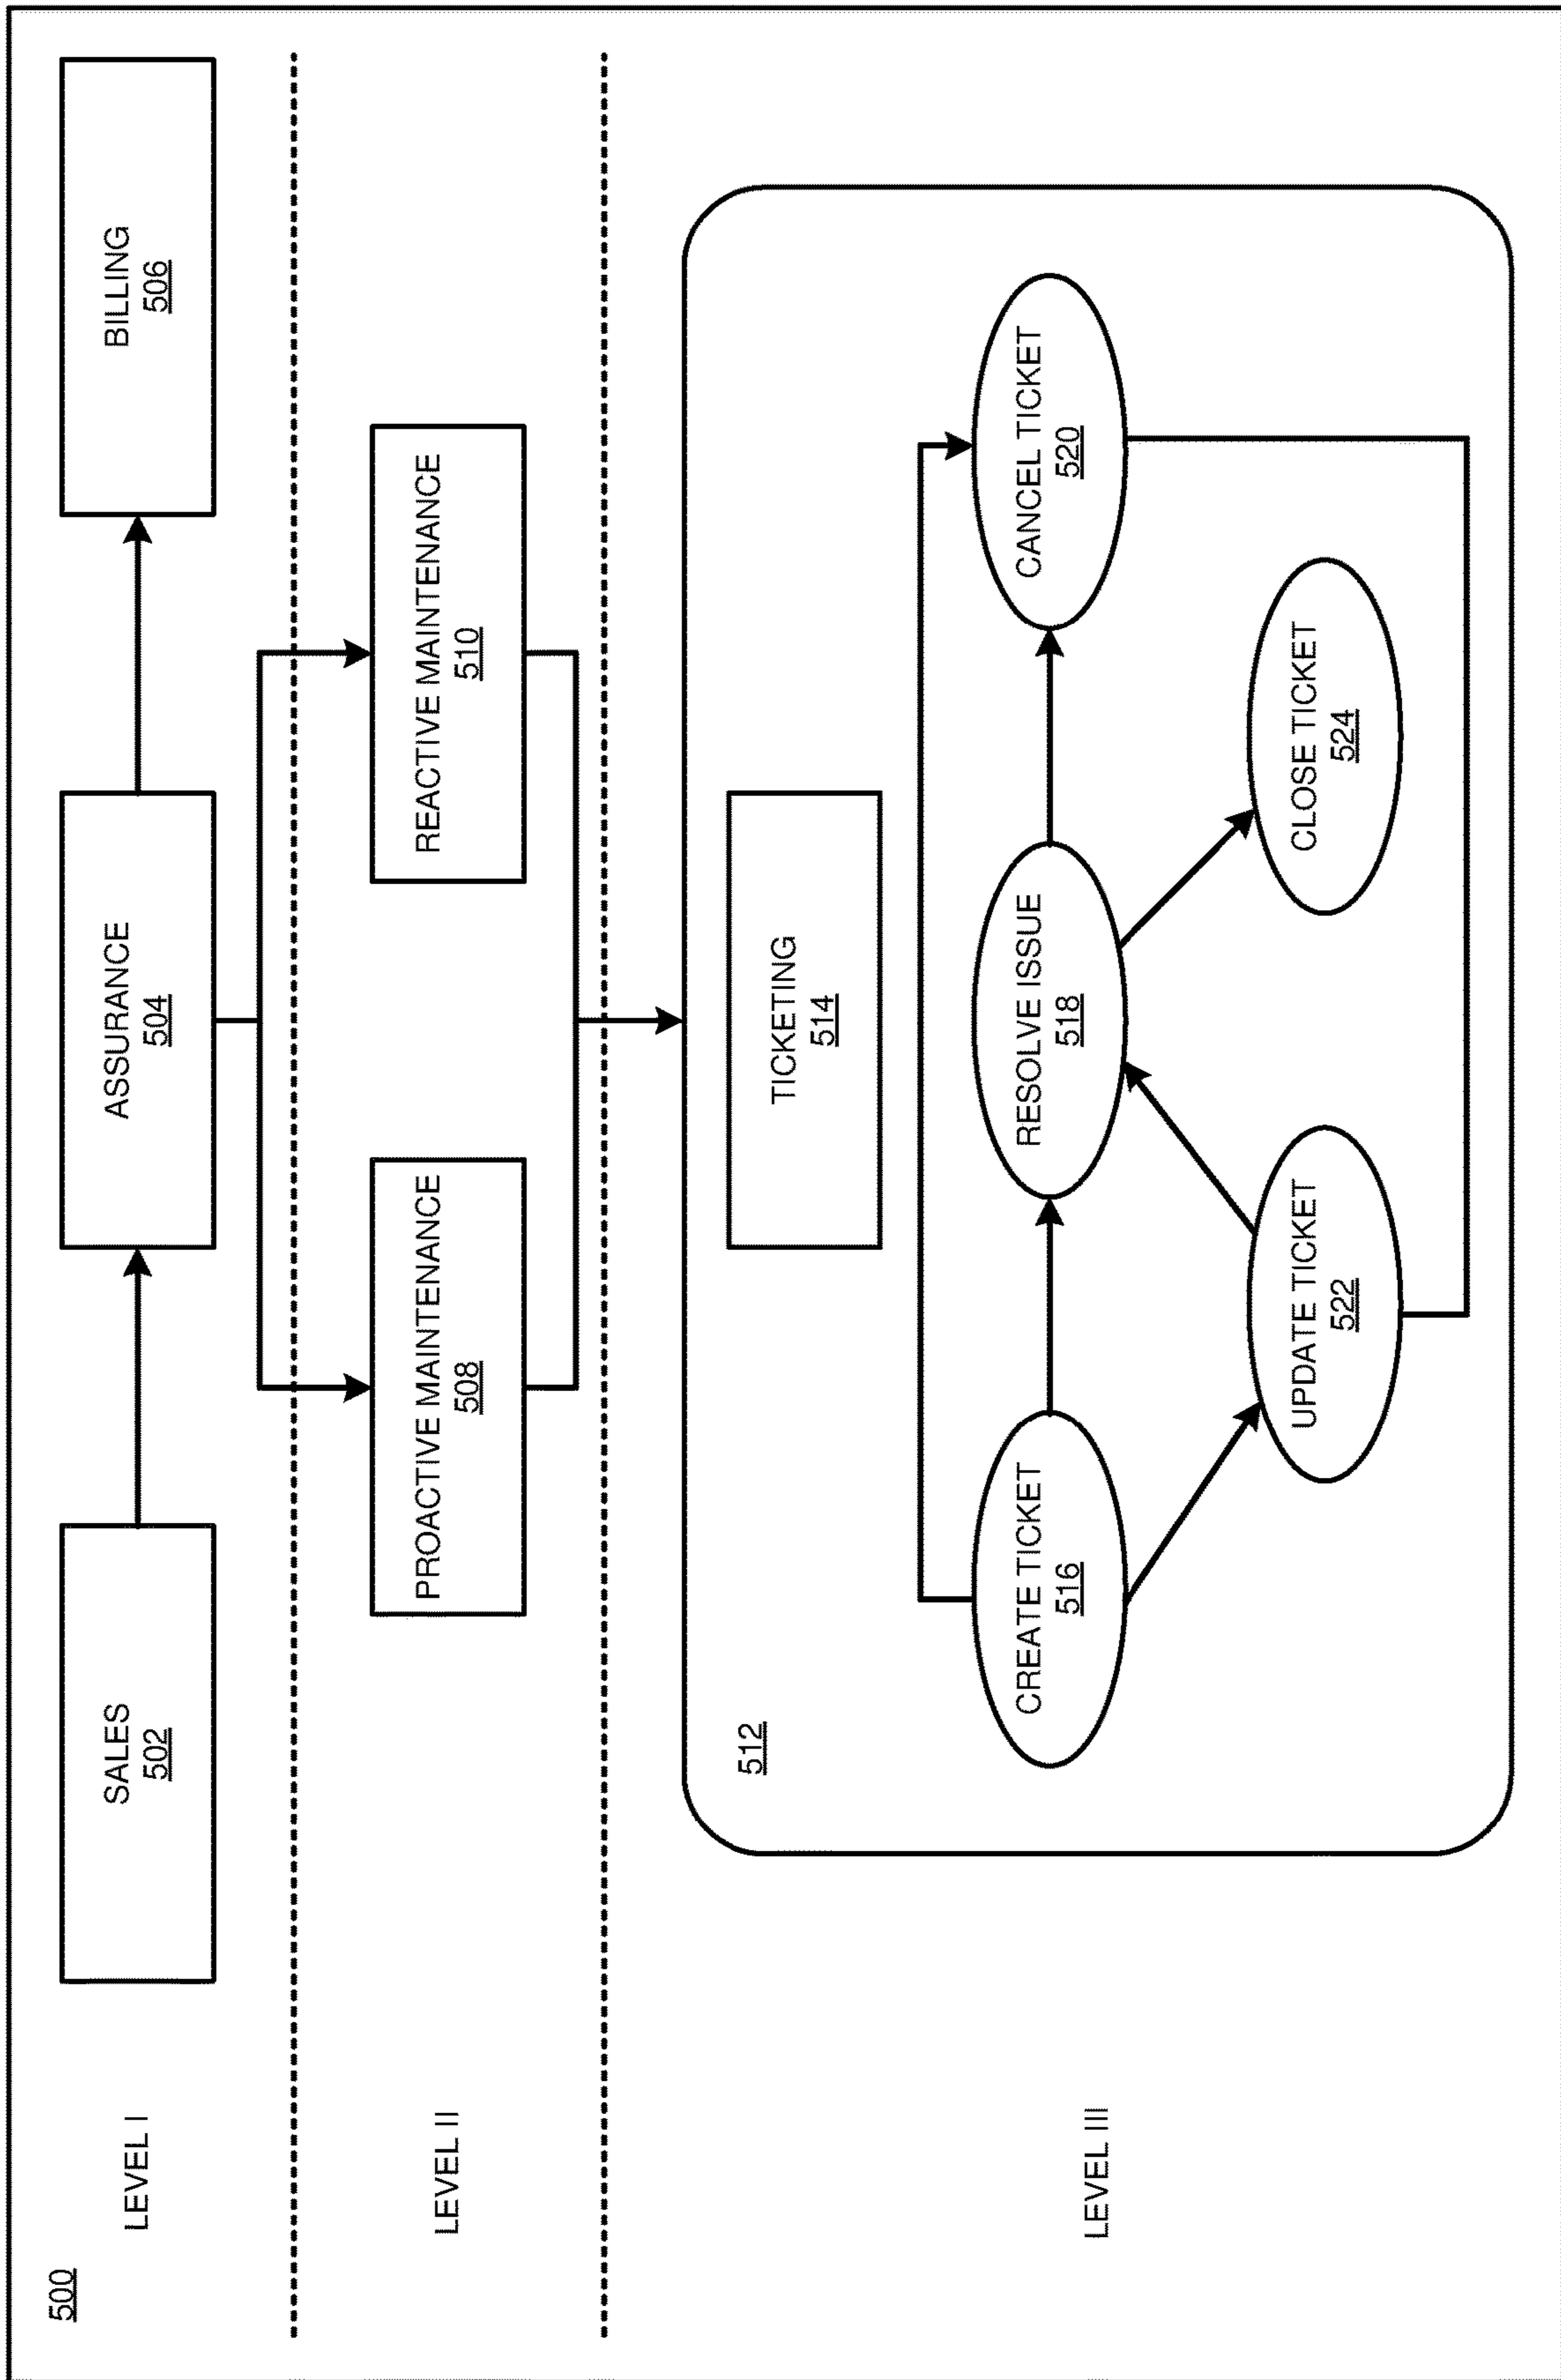 500
LEVEL I
SALES
502
ASSURANCE
504
BILLING
506
LEVEL II
PROACTIVE MAINTENANCE
508
REACTIVE MAINTENANCE
510
LEVEL III
512
TICKETING
514
CREATE TICKET
516
RESOLVE ISSUE
518
CANCEL TICKET
520
UPDATE TICKET
522
CLOSE TICKET
524